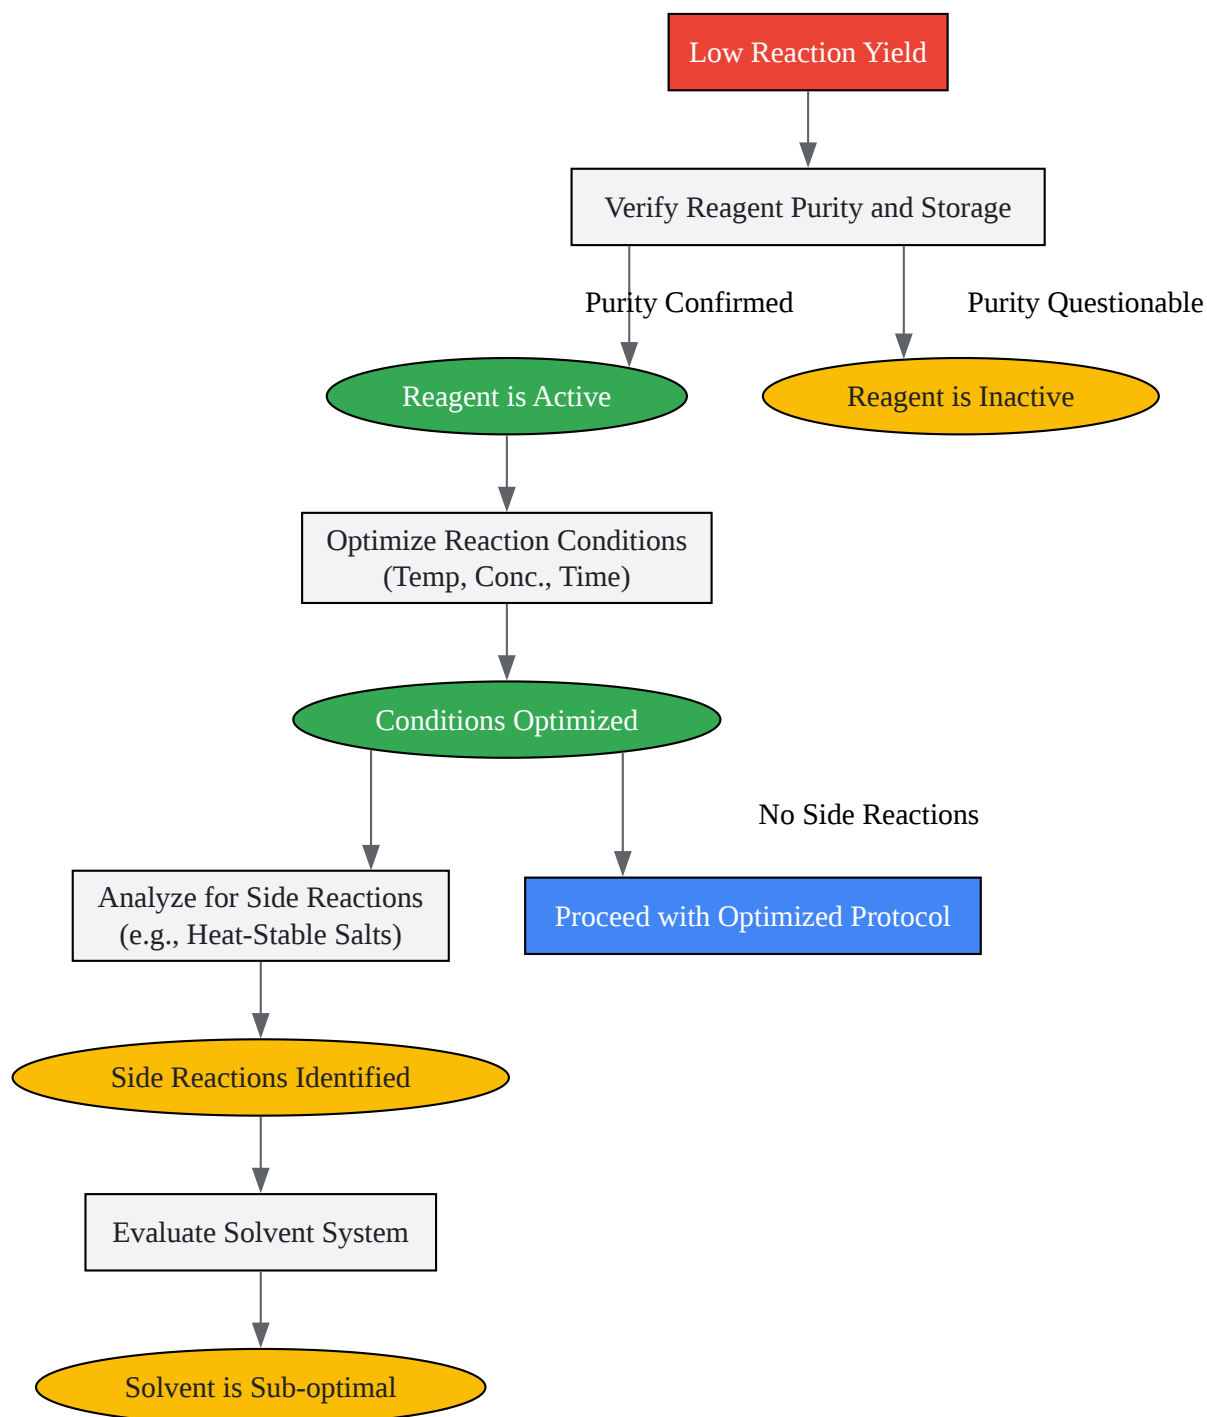 Low Reaction Yield
Verify Reagent Purity and Storage
Purity Confirmed
Purity Questionable
Reagent is Active
Reagent is Inactive
Optimize Reaction Conditions
(Temp, Conc., Time)
Conditions Optimized
No Side Reactions
Analyze for Side Reactions
(e.g., Heat-Stable Salts)
Proceed with Optimized Protocol
Side Reactions Identified
Evaluate Solvent System
Solvent is Sub-optimal